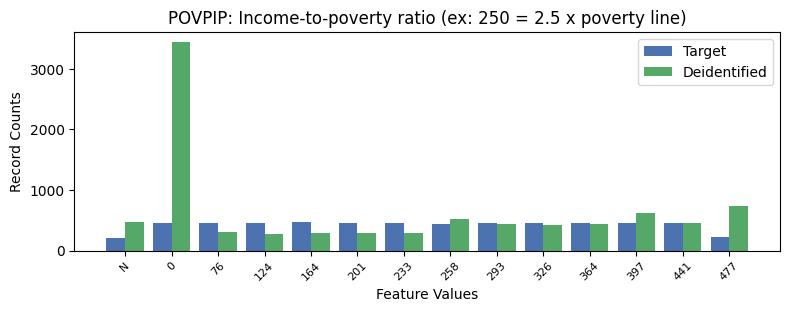 POVPIP: Income-to-poverty ratio (ex: 250 = 2.5 x poverty line)
Target
Deidentified
Record Counts
3000
2000
1000
0
N 0 76 124 164 201 233 258 293 326 364 397 441 477
Feature Values